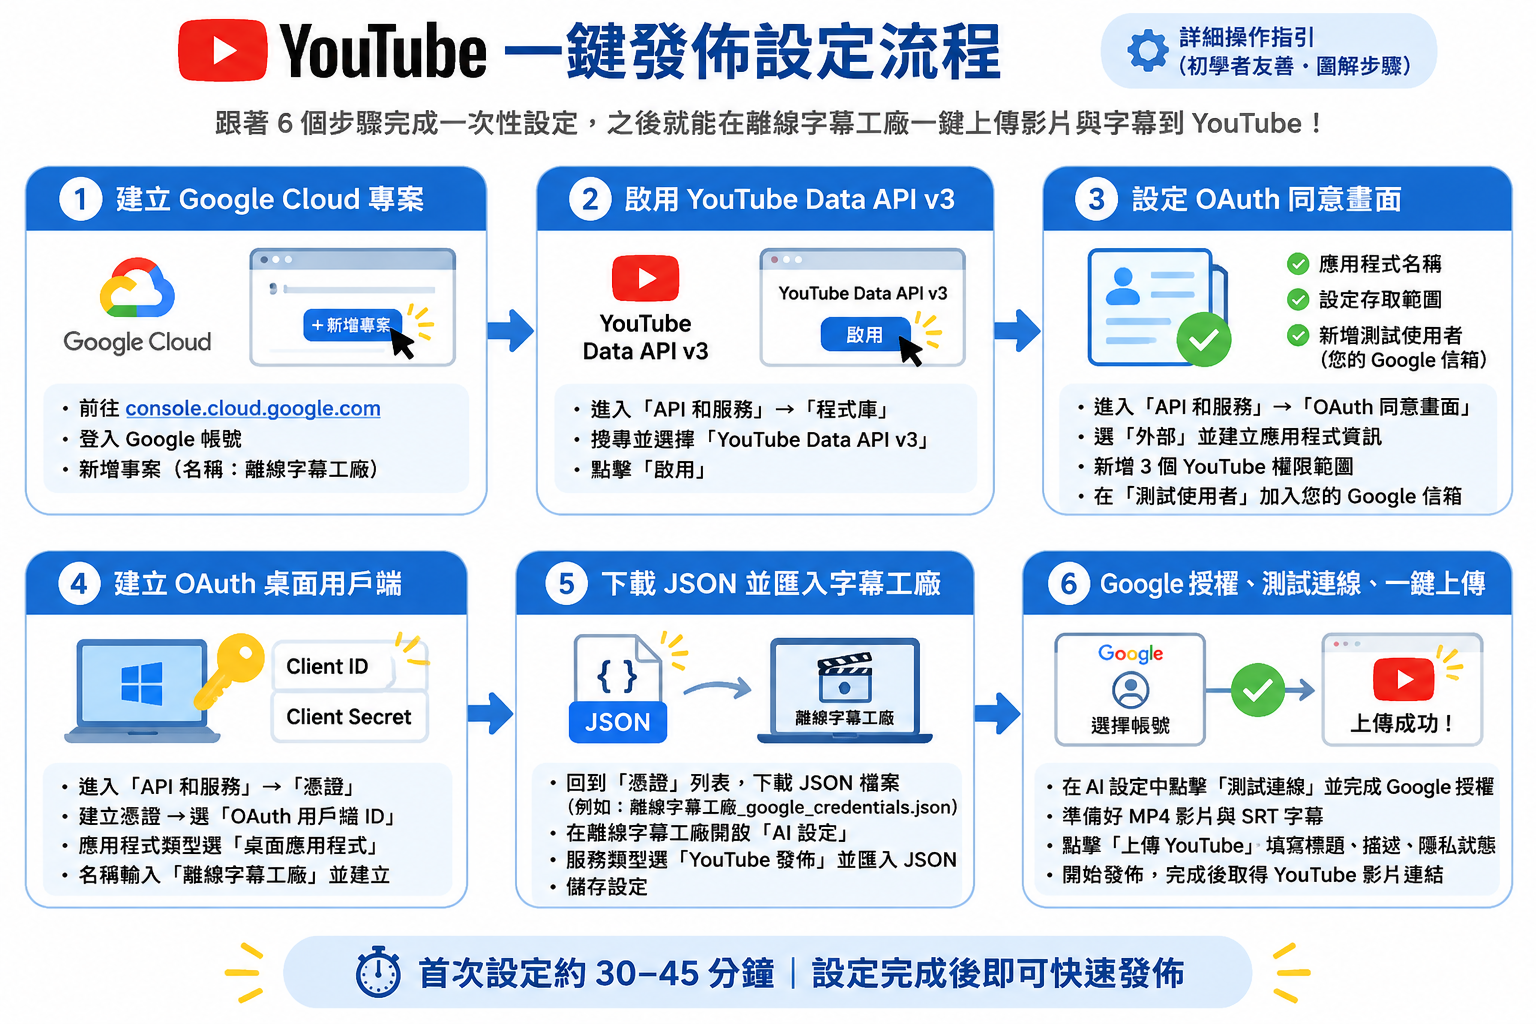 YouTube 一鍵發佈設定流程
詳細操作指引
(初學者友善・圖解步驟)
跟著 6 個步驟完成一次性設定，之後就能在離線字幕工廠一鍵上傳影片與字幕到 YouTube！
1 建立 Google Cloud 專案
Google Cloud
+ 新增專案
• 前往 console.cloud.google.com
• 登入 Google 帳號
• 新增事案（名稱：離線字幕工廠）
2 啟用 YouTube Data API v3
YouTube
Data API v3
YouTube Data API v3
啟用
• 進入「API 和服務」→「程式庫」
• 搜尋並選擇「YouTube Data API v3」
• 點擊「啟用」
3 設定 OAuth 同意畫面
應用程式名稱
設定存取範圍
新增測試使用者
(您的 Google 信箱)
• 進入「API 和服務」→「OAuth 同意畫面」
• 選「外部」並建立應用程式資訊
• 新增 3 個 YouTube 權限範圍
• 在「測試使用者」加入您的 Google 信箱
4 建立 OAuth 桌面用戶端
Client ID
Client Secret
• 進入「API 和服務」→「憑證」
• 建立憑證 → 選「OAuth 用戶端 ID」
• 應用程式類型選「桌面應用程式」
• 名稱輸入「離線字幕工廠」並建立
5 下載 JSON 並匯入字幕工廠
{ }
JSON
離線字幕工廠
• 回到「憑證」列表，下載 JSON 檔案
(例如：離線字幕工廠_google_credentials.json)
• 在離線字幕工廠開啟「AI 設定」
• 服務類型選「YouTube 發佈」並匯入 JSON
• 儲存設定
6 Google 授權、測試連線、一鍵上傳
Google
選擇帳號
上傳成功！
• 在 AI 設定中點擊「測試連線」並完成 Google 授權
• 準備好 MP4 影片與 SRT 字幕
• 點擊「上傳 YouTube」填寫標題、描述、隱私狀態
• 開始發佈，完成後取得 YouTube 影片連結
首次設定約 30–45 分鐘｜設定完成後即可快速發佈